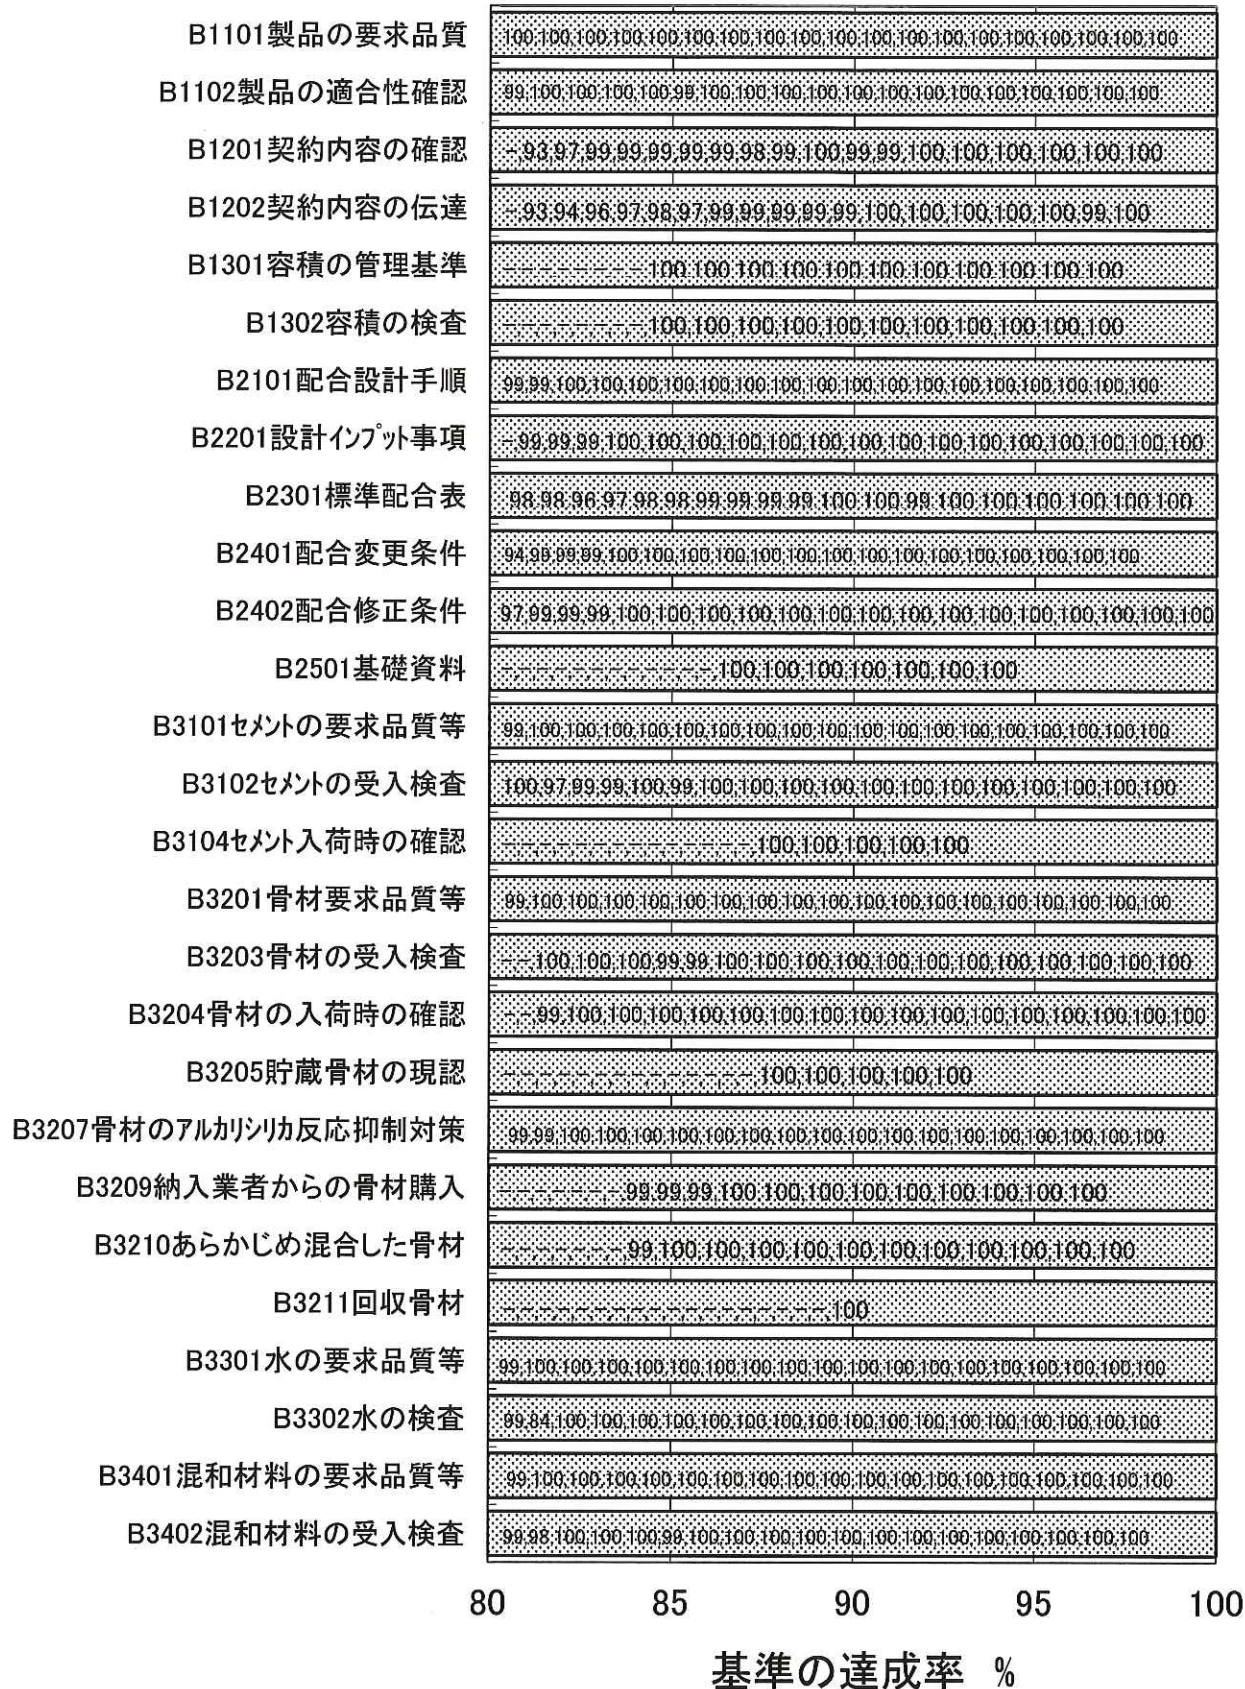 B1101製品の要求品質 100,100,100,100,100,100,100,100,100,100,100,100,100,100,100,100,100,100,100
B1102製品の適合性確認 99,100,100,100,100,99,100,100,100,100,100,100,100,100,100,100,100,100,100
B1201契約内容の確認 -,93,97,99,99,99,99,99,98,99,100,99,99,100,100,100,100,100,100
B1202契約内容の伝達 -,93,94,96,97,98,97,99,99,99,99,99,100,100,100,100,100,99,100
B1301容積の管理基準 -,-,-,-,-,-,-,-,100,100,100,100,100,100,100,100,100,100,100
B1302容積の検査 -,-,-,-,-,-,-,-,100,100,100,100,100,100,100,100,100,100,100
B2101配合設計手順 99,99,100,100,100,100,100,100,100,100,100,100,100,100,100,100,100,100,100
B2201設計インプット事項 -,99,99,99,100,100,100,100,100,100,100,100,100,100,100,100,100,100,100
B2301標準配合表 98,98,96,97,98,98,99,99,99,99,100,100,99,100,100,100,100,100,100
B2401配合変更条件 94,99,99,99,100,100,100,100,100,100,100,100,100,100,100,100,100,100,100
B2402配合修正条件 97,99,99,99,100,100,100,100,100,100,100,100,100,100,100,100,100,100,100
B2501基礎資料 -,-,-,-,-,-,-,-,-,-,-,-,100,100,100,100,100,100,100
B3101セメントの要求品質等 99,100,100,100,100,100,100,100,100,100,100,100,100,100,100,100,100,100,100
B3102セメントの受入検査 100,97,99,99,100,99,100,100,100,100,100,100,100,100,100,100,100,100
B3104セメント入荷時の確認 -,-,-,-,-,-,-,-,-,-,-,-,-,-,100,100,100,100,100
B3201骨材要求品質等 99,100,100,100,100,100,100,100,100,100,100,100,100,100,100,100,100,100,100
B3203骨材の受入検査 -,-,100,100,100,99,99,100,100,100,100,100,100,100,100,100,100,100,100
B3204骨材の入荷時の確認 -,-,99,100,100,100,100,100,100,100,100,100,100,100,100,100,100,100,100
B3205貯蔵骨材の現認 -,-,-,-,-,-,-,-,-,-,-,-,-,-,100,100,100,100,100
B3207骨材のアルカリシリカ反応抑制対策 99,99,100,100,100,100,100,100,100,100,100,100,100,100,100,100,100,100,100
B3209納入業者からの骨材購入 -,-,-,-,-,-,-,99,99,99,100,100,100,100,100,100,100,100,100
B3210あらかじめ混合した骨材 -,-,-,-,-,-,-,99,100,100,100,100,100,100,100,100,100,100,100
B3211回収骨材 -,-,-,-,-,-,-,-,-,-,-,-,-,-,-,-,-,-,100
B3301水の要求品質等 99,100,100,100,100,100,100,100,100,100,100,100,100,100,100,100,100,100,100
B3302水の検査 99,84,100,100,100,100,100,100,100,100,100,100,100,100,100,100,100,100,100
B3401混和材料の要求品質等 99,100,100,100,100,100,100,100,100,100,100,100,100,100,100,100,100,100,100
B3402混和材料の受入検査 99,98,100,100,100,99,100,100,100,100,100,100,100,100,100,100,100,100,100
80 85 90 95 100
基準の達成率 %